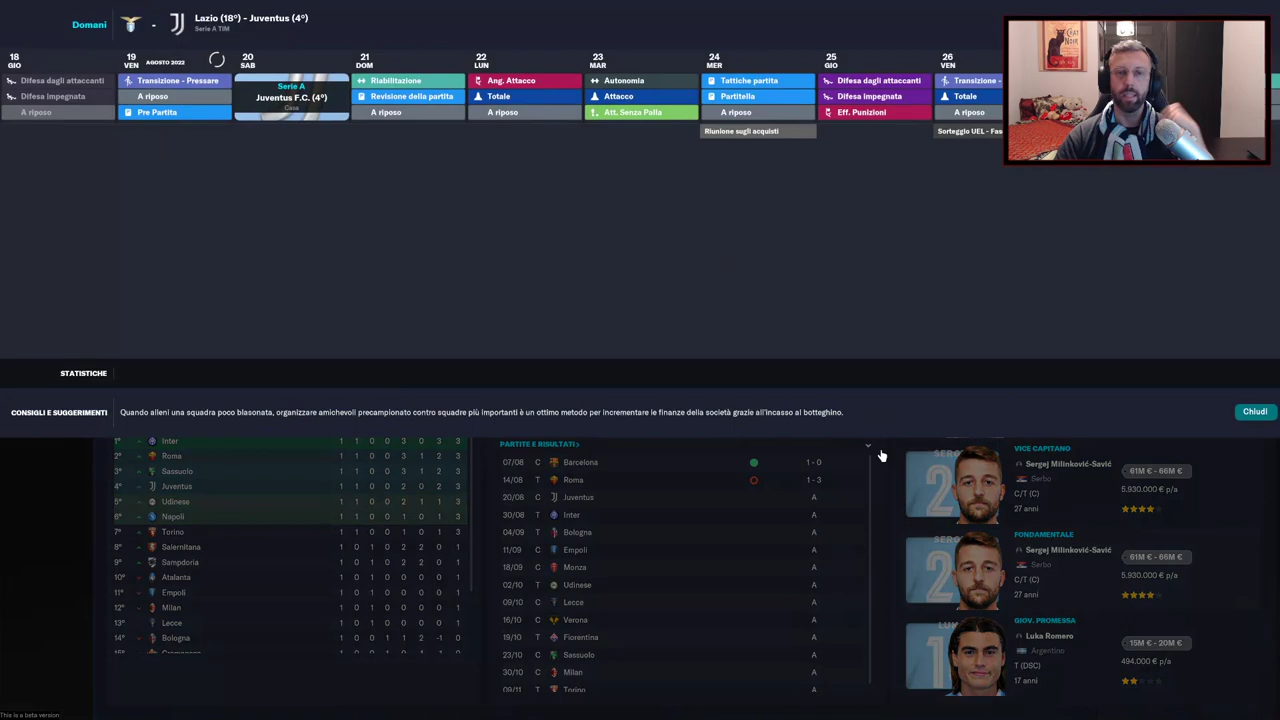 Domani
Lazio (18°) - Juventus (4°)
Serie A TIM
18 GIO
19 VEN AGOSTO 2022
20 SAB
21 DOM
22 LUN
23 MAR
24 MER
25 GIO
26 VEN
Difesa dagli attaccanti
Transizione - Pressare
Serie A
Riabilitazione
Ang. Attacco
Autonomia
Tattiche partita
Difesa dagli attaccanti
Transizione -
Difesa Impegnata
A riposo
Juventus F.C. (4°)
Revisione della partita
Totale
Attacco
Partitella
Difesa Impegnata
Totale
A riposo
Pre Partita
Casa
A riposo
A riposo
Att. Senza Palla
A riposo
Eff. Punizioni
A riposo
Riunione sugli acquisti
Sorteggio UEL - Fas
CHAT NOIR
STATISTICHE
CONSIGLI E SUGGERIMENTI
Quando alleni una squadra poco blasonata, organizzare amichevoli precampionato contro squadre più importanti è un ottimo metodo per incrementare le finanze della società grazie all'incasso al botteghino.
Chiudi
1° Inter 1 1 0 0 3 0 3 3
2° Roma 1 1 0 0 3 1 2 3
3° Sassuolo 1 1 0 0 3 1 2 3
4° Juventus 1 1 0 0 2 0 2 3
5° Udinese 1 1 0 0 2 1 1 3
6° Napoli 1 1 0 0 1 0 1 3
7° Torino 1 1 0 0 1 0 1 3
8° Salernitana 1 0 1 0 2 2 0 1
9° Sampdoria 1 0 1 0 2 2 0 1
10° Atalanta 1 0 1 0 1 1 0 1
11° Empoli 1 0 1 0 1 1 0 1
12° Milan 1 0 1 0 1 1 0 1
13° Lecce 1 0 1 0 0 0 0 1
14° Bologna 1 0 0 1 1 2 -1 0
PARTITE E RISULTATI >
07/08 C Barcelona 1 - 0
14/08 T Roma 1 - 3
20/08 C Juventus A
30/08 T Inter A
04/09 T Bologna A
11/09 C Empoli A
18/09 C Monza A
02/10 T Udinese A
09/10 C Lecce A
16/10 C Verona A
19/10 T Fiorentina A
23/10 C Sassuolo A
30/10 C Milan A
09/11 T Torino A
VICE CAPITANO
Sergej Milinković-Savić
Serbo
C/T (C)
27 anni
61M € - 66M €
5.930.000 € p/a
FONDAMENTALE
Sergej Milinković-Savić
Serbo
C/T (C)
27 anni
61M € - 66M €
5.930.000 € p/a
GIOV. PROMESSA
Luka Romero
Argentino
T (DSC)
17 anni
15M € - 20M €
494.000 € p/a
This is a beta version